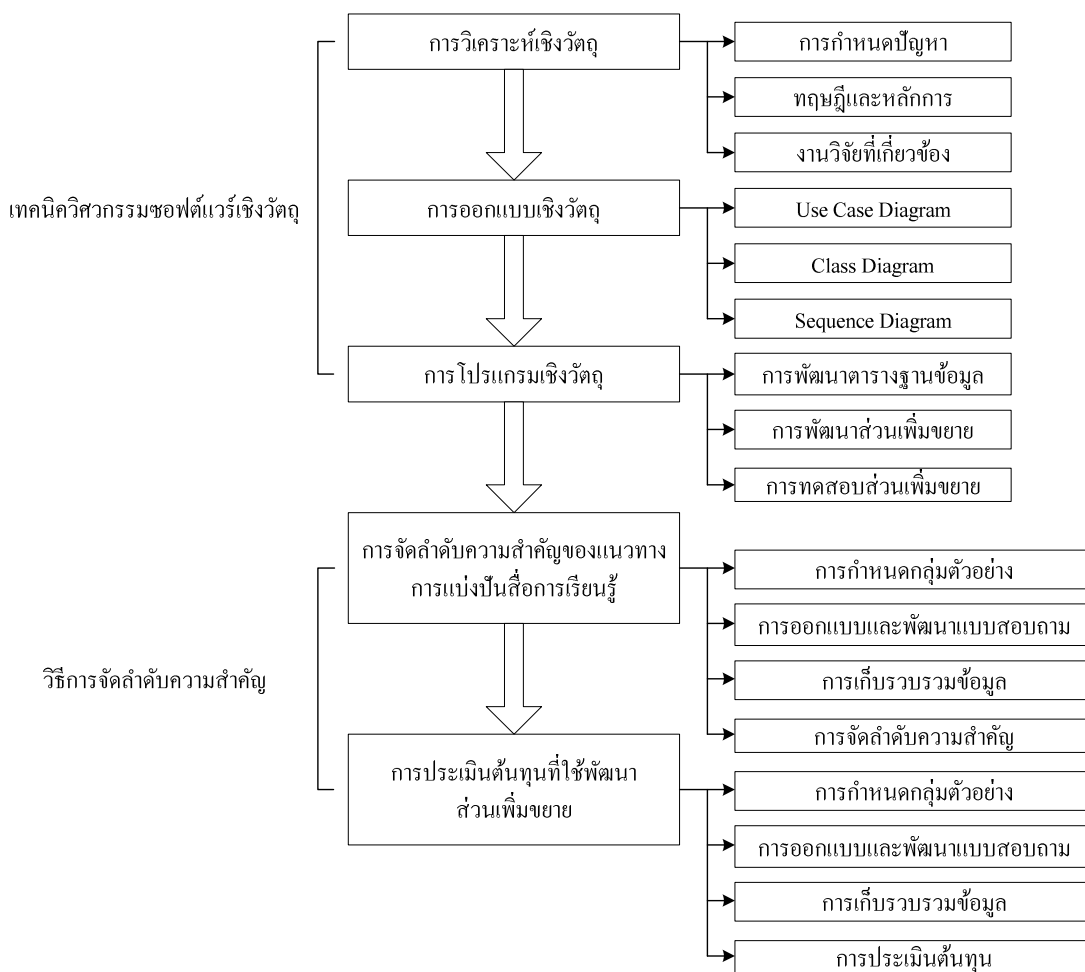 การวิเคราะห์เชิงวัตถุ
การกำหนดปัญหา
ทฤษฎีและหลักการ
งานวิจัยที่เกี่ยวข้อง
เทคนิควิศวกรรมซอฟต์แวร์เชิงวัตถุ
การออกแบบเชิงวัตถุ
Use Case Diagram
Class Diagram
Sequence Diagram
การโปรแกรมเชิงวัตถุ
การพัฒนาตารางฐานข้อมูล
การพัฒนาส่วนเพิ่มขยาย
การทดสอบส่วนเพิ่มขยาย
การจัดลำดับความสำคัญของแนวทาง
การแบ่งปันสื่อการเรียนรู้
การกำหนดกลุ่มตัวอย่าง
การออกแบบและพัฒนาแบบสอบถาม
การเก็บรวบรวมข้อมูล
การจัดลำดับความสำคัญ
วิธีการจัดลำดับความสำคัญ
การประเมินต้นทุนที่ใช้พัฒนา
ส่วนเพิ่มขยาย
การกำหนดกลุ่มตัวอย่าง
การออกแบบและพัฒนาแบบสอบถาม
การเก็บรวบรวมข้อมูล
การประเมินต้นทุน